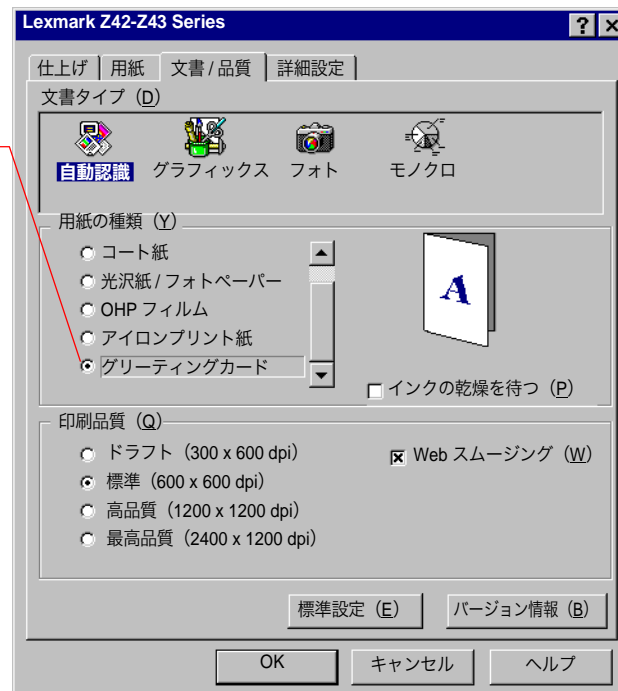 Lexmark Z42-Z43 Series
仕上げ 用紙 文書 / 品質 詳細設定
文書タイプ（D）
自動認識 グラフィックス フォト モノクロ
用紙の種類（Y）
コート紙
光沢紙 / フォトペーパー
OHP フィルム
アイロンプリント紙
グリーティングカード
A
インクの乾燥を待つ（P）
印刷品質（Q）
ドラフト（300 x 600 dpi） Web スムージング（W）
標準（600 x 600 dpi）
高品質（1200 x 1200 dpi）
最高品質（2400 x 1200 dpi）
標準設定（E） バージョン情報（B）
OK キャンセル ヘルプ